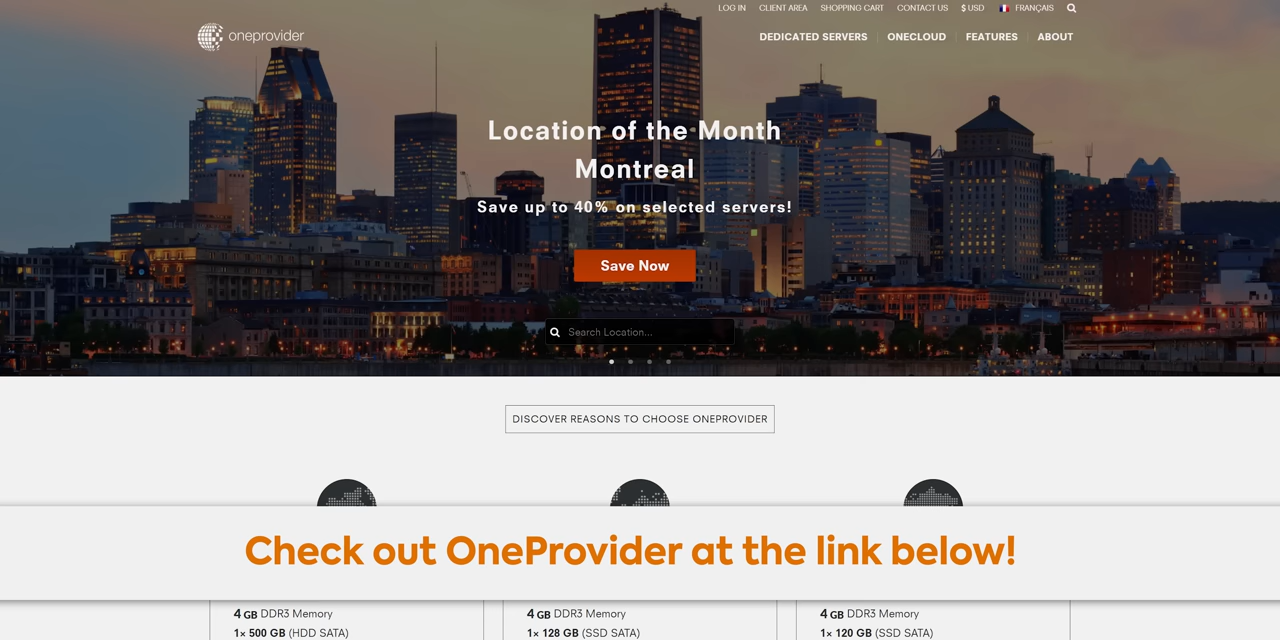 LOG IN CLIENT AREA SHOPPING CART CONTACT US $ USD FRANÇAIS
oneprovider
DEDICATED SERVERS ONECLOUD FEATURES ABOUT
Location of the Month
Montreal
Save up to 40% on selected servers!
Save Now
Search Location...
DISCOVER REASONS TO CHOOSE ONEPROVIDER
Check out OneProvider at the link below!
4 GB DDR3 Memory 4 GB DDR3 Memory 4 GB DDR3 Memory
1x 500 GB (HDD SATA) 1x 128 GB (SSD SATA) 1x 120 GB (SSD SATA)